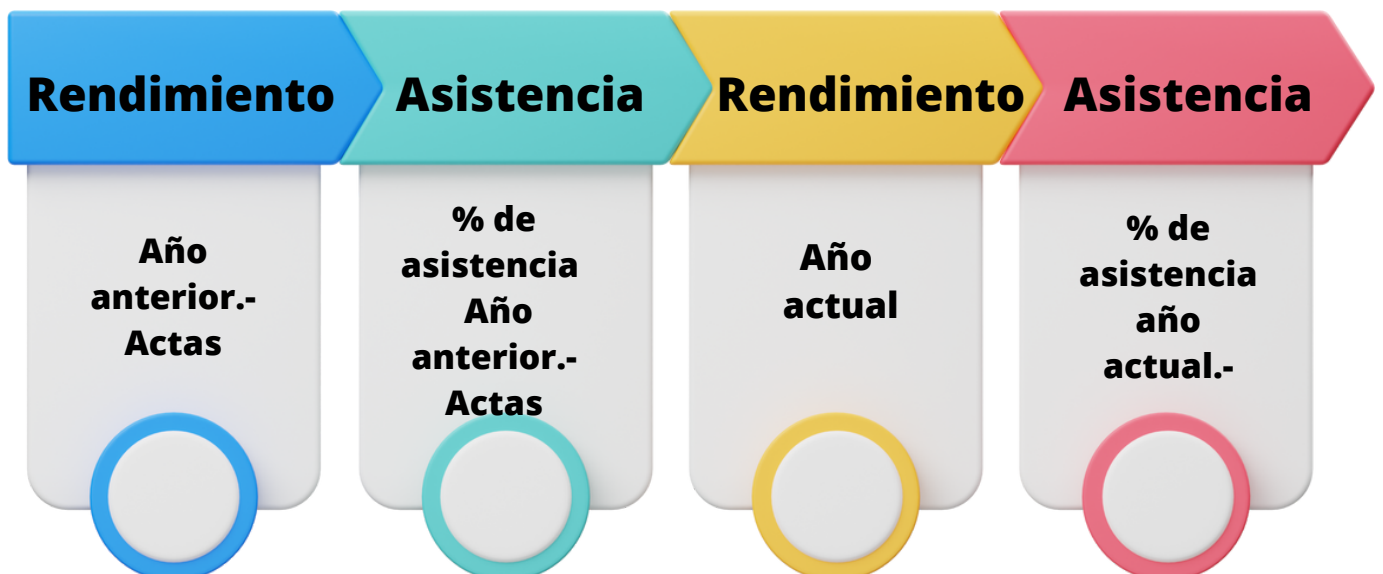 Rendimiento
Asistencia
Rendimiento
Asistencia
Año
anterior.-
Actas
% de
asistencia
Año
anterior.-
Actas
Año
actual
% de
asistencia
año
actual.-